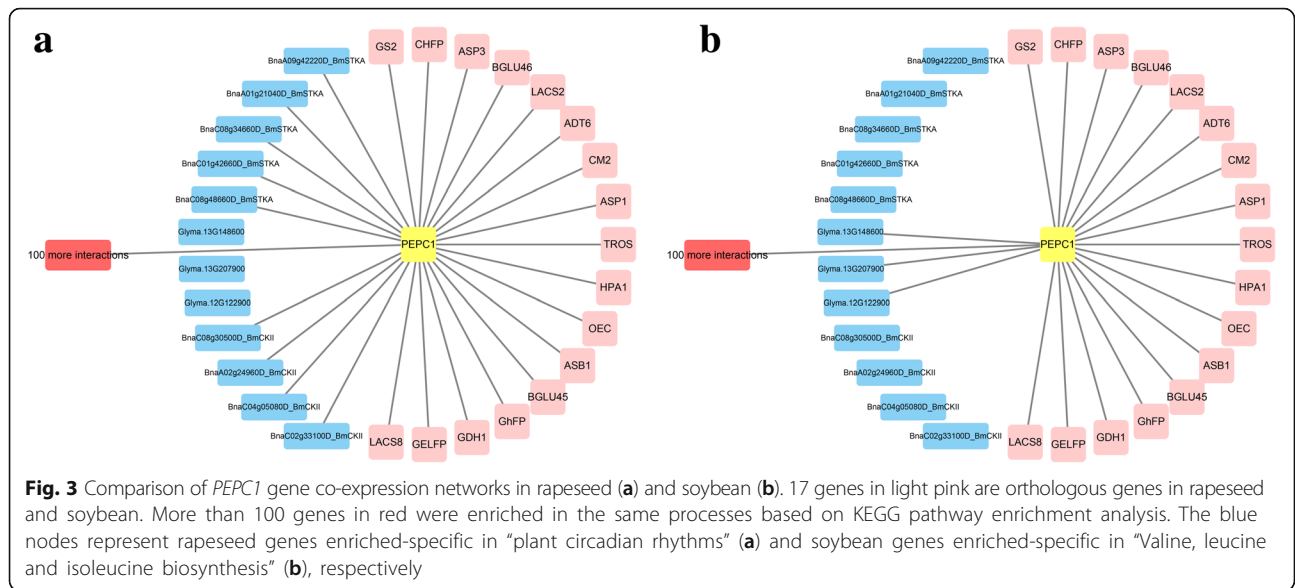 a
BnaA09g42220D_BmSTKA
BnaA01g21040D_BmSTKA
BnaC08g34660D_BmSTKA
BnaC01g42660D_BmSTKA
BnaC08g48660D_BmSTKA
Glyma.13G148600
100 more interactions
Glyma.13G207900
Glyma.12G122900
BnaC08g30500D_BmCKII
BnaA02g24960D_BmCKII
BnaC04g05080D_BmCKII
BnaC02g33100D_BmCKII
GS2
CHFP
ASP3
BGLU46
LACS2
ADT6
CM2
ASP1
PEPC1
TROS
HPA1
OEC
ASB1
BGLU45
GhFP
GDH1
GELFP
LACS8
b
BnaA09g42220D_BmSTKA
BnaA01g21040D_BmSTKA
BnaC08g34660D_BmSTKA
BnaC01g42660D_BmSTKA
BnaC08g48660D_BmSTKA
Glyma.13G148600
100 more interactions
Glyma.13G207900
Glyma.12G122900
BnaC08g30500D_BmCKII
BnaA02g24960D_BmCKII
BnaC04g05080D_BmCKII
BnaC02g33100D_BmCKII
GS2
CHFP
ASP3
BGLU46
LACS2
ADT6
CM2
ASP1
PEPC1
TROS
HPA1
OEC
ASB1
BGLU45
GhFP
GDH1
GELFP
LACS8
Fig. 3 Comparison of PEPC1 gene co-expression networks in rapeseed (a) and soybean (b). 17 genes in light pink are orthologous genes in rapeseed
and soybean. More than 100 genes in red were enriched in the same processes based on KEGG pathway enrichment analysis. The blue
nodes represent rapeseed genes enriched-specific in “plant circadian rhythms” (a) and soybean genes enriched-specific in “Valine, leucine
and isoleucine biosynthesis” (b), respectively